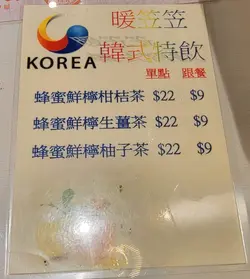 暖笠笠
KOREA 韓式特飲
單點 跟餐
蜂蜜鮮檸柑桔茶 $22 $9
蜂蜜鮮檸生薑茶 $22 $9
蜂蜜鮮檸柚子茶 $22 $9